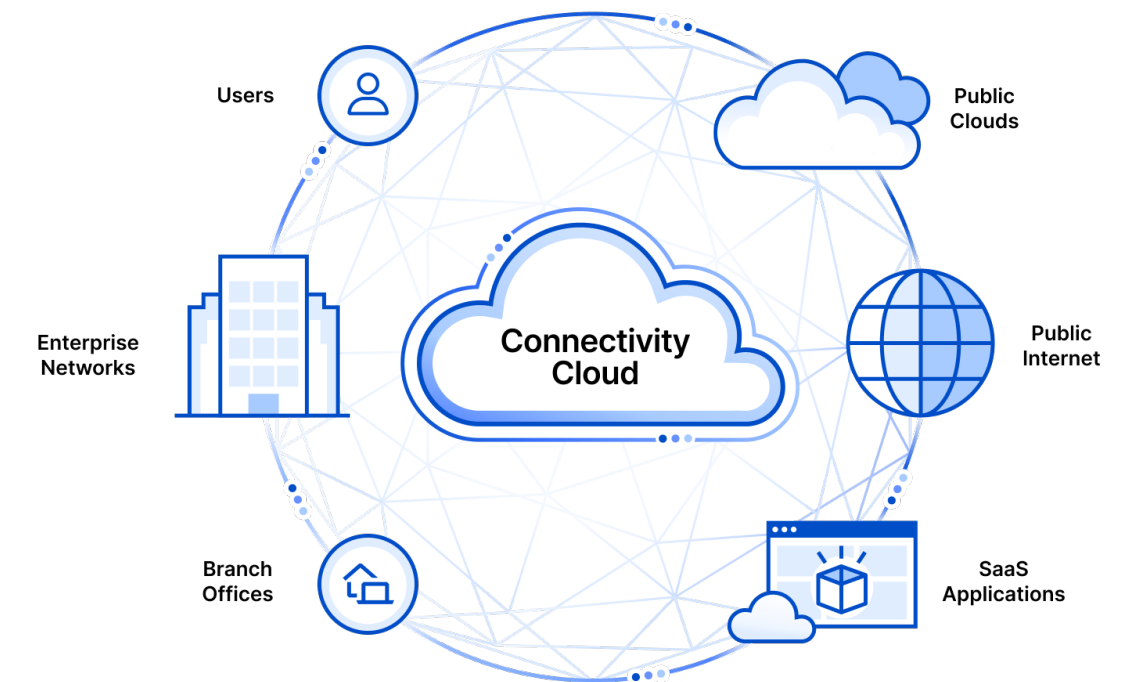 Users
Public
Clouds
Connectivity
Cloud
Enterprise
Networks
Public
Internet
Branch
Offices
SaaS
Applications